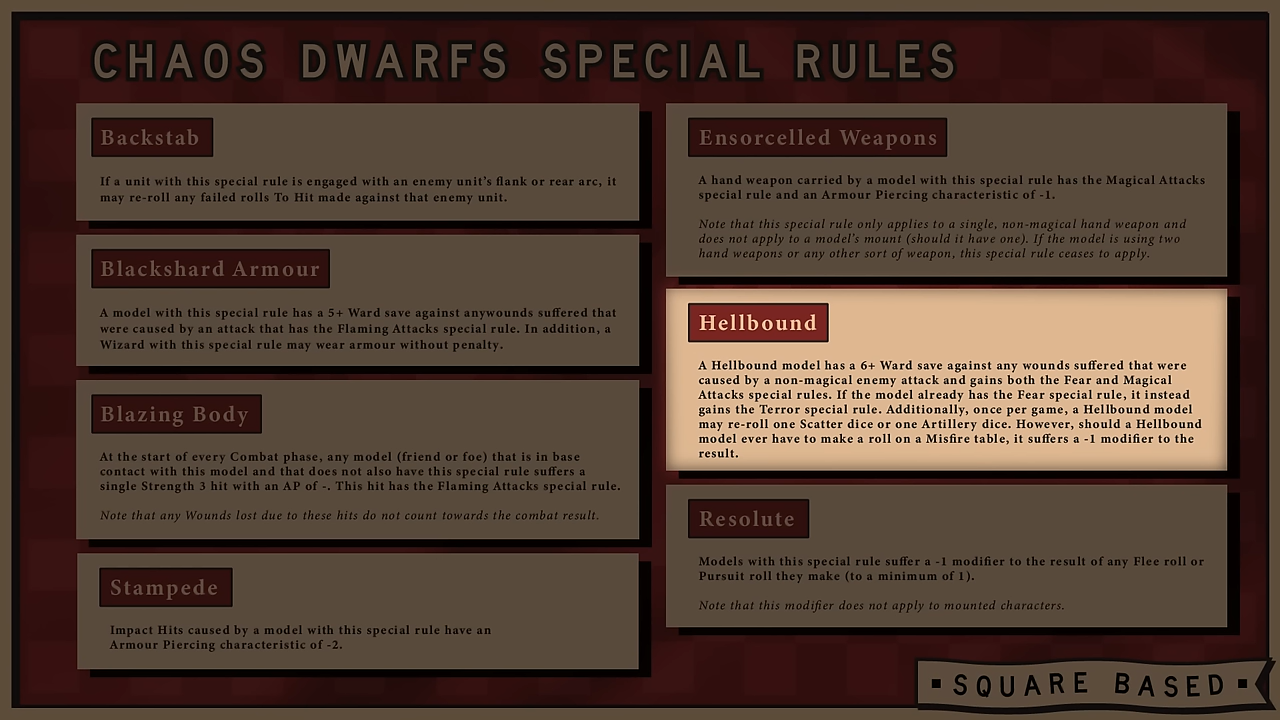 CHAOS DWARFS SPECIAL RULES
Backstab
If a unit with this special rule is engaged with an enemy unit's flank or rear arc, it
may re-roll any failed rolls To Hit made against that enemy unit.
Blackshard Armour
A model with this special rule has a 5+ Ward save against anywounds suffered that
were caused by an attack that has the Flaming Attacks special rule. In addition, a
Wizard with this special rule may wear armour without penalty.
Blazing Body
At the start of every Combat phase, any model (friend or foe) that is in base
contact with this model and that does not also have this special rule suffers a
single Strength 3 hit with an AP of -. This hit has the Flaming Attacks special rule.
Note that any Wounds lost due to these hits do not count towards the combat result.
Stampede
Impact Hits caused by a model with this special rule have an
Armour Piercing characteristic of -2.
Ensorcelled Weapons
A hand weapon carried by a model with this special rule has the Magical Attacks
special rule and an Armour Piercing characteristic of -1.
Note that this special rule only applies to a single, non-magical hand weapon and
does not apply to a model's mount (should it have one). If the model is using two
hand weapons or any other sort of weapon, this special rule ceases to apply.
Hellbound
A Hellbound model has a 6+ Ward save against any wounds suffered that were
caused by a non-magical enemy attack and gains both the Fear and Magical
Attacks special rules. If the model already has the Fear special rule, it instead
gains the Terror special rule. Additionally, once per game, a Hellbound model
may re-roll one Scatter dice or one Artillery dice. However, should a Hellbound
model ever have to make a roll on a Misfire table, it suffers a -1 modifier to the
result.
Resolute
Models with this special rule suffer a -1 modifier to the result of any Flee roll or
Pursuit roll they make (to a minimum of 1).
Note that this modifier does not apply to mounted characters.
SQUARE BASED